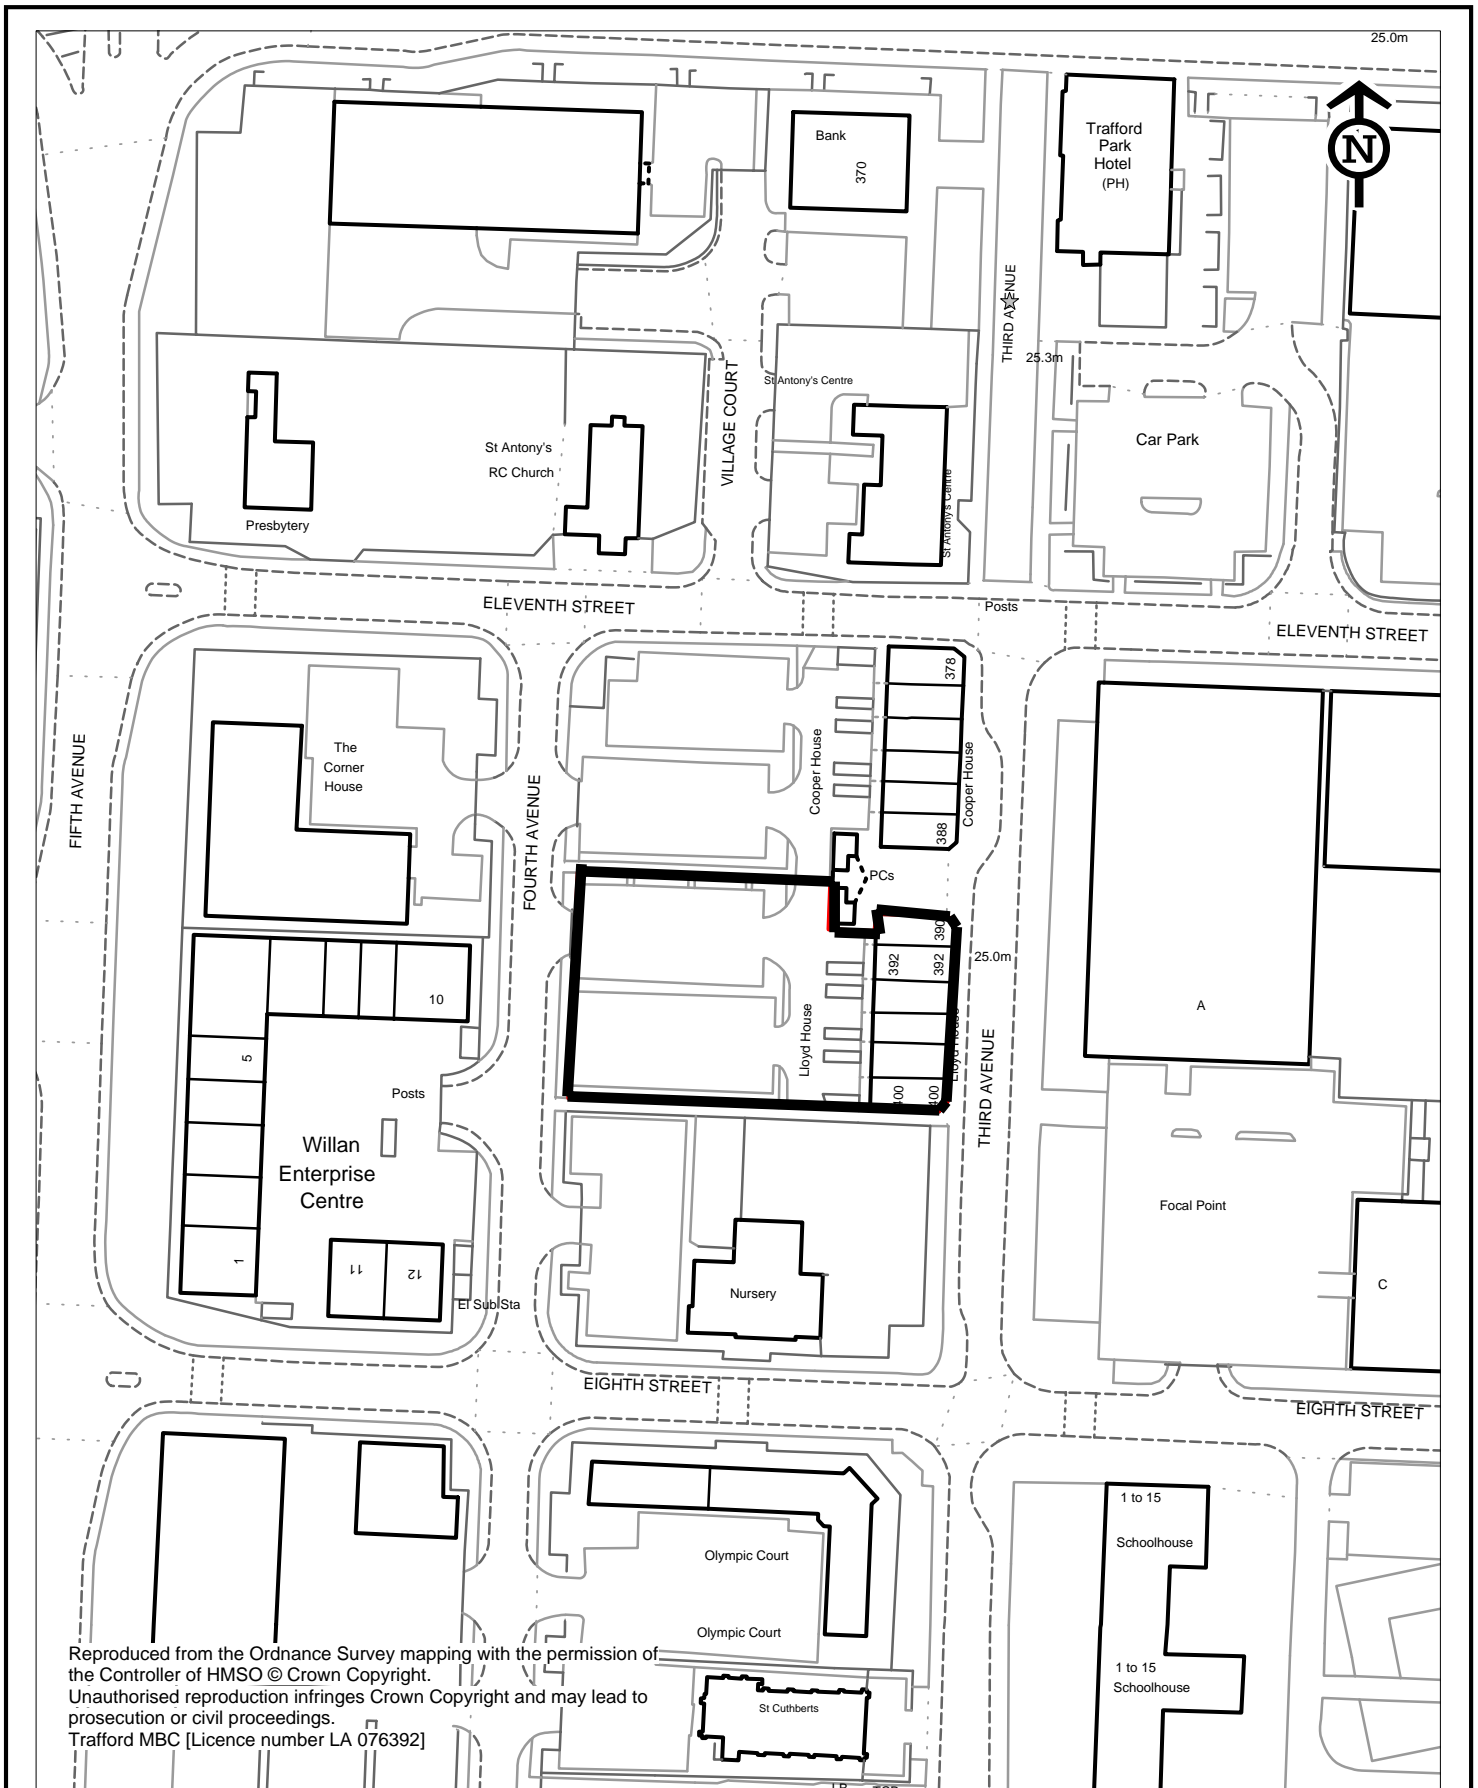 25.0m
N
Bank
370
Trafford
Park
Hotel
(PH)
THIRD AVENUE
25.3m
St Antony's Centre
VILLAGE COURT
Car Park
St Antony's
RC Church
St Antony's Centre
Presbytery
ELEVENTH STREET
Posts
ELEVENTH STREET
378
FIFTH AVENUE
The
Corner
House
Cooper House
Cooper House
FOURTH AVENUE
388
PCs
390
392
392
25.0m
10
A
Lloyd House
Lloyd House
THIRD AVENUE
5
Posts
400
400
Willan
Enterprise
Centre
Focal Point
1
11
12
Nursery
C
El Sub Sta
EIGHTH STREET
EIGHTH STREET
1 to 15
Schoolhouse
Olympic Court
Olympic Court
1 to 15
Schoolhouse
St Cuthberts
Reproduced from the Ordnance Survey mapping with the permission of
the Controller of HMSO © Crown Copyright.
Unauthorised reproduction infringes Crown Copyright and may lead to
prosecution or civil proceedings.
Trafford MBC [Licence number LA 076392]